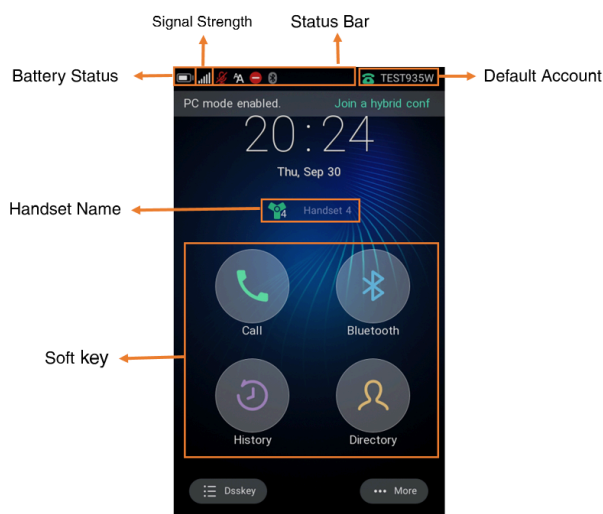 Signal Strength
Status Bar
Battery Status
TEST935W
Default Account
PC mode enabled.
Join a hybrid conf
20:24
Thu, Sep 30
Handset Name
4
Handset 4
Call
Bluetooth
Soft key
History
Directory
Dsskey
More